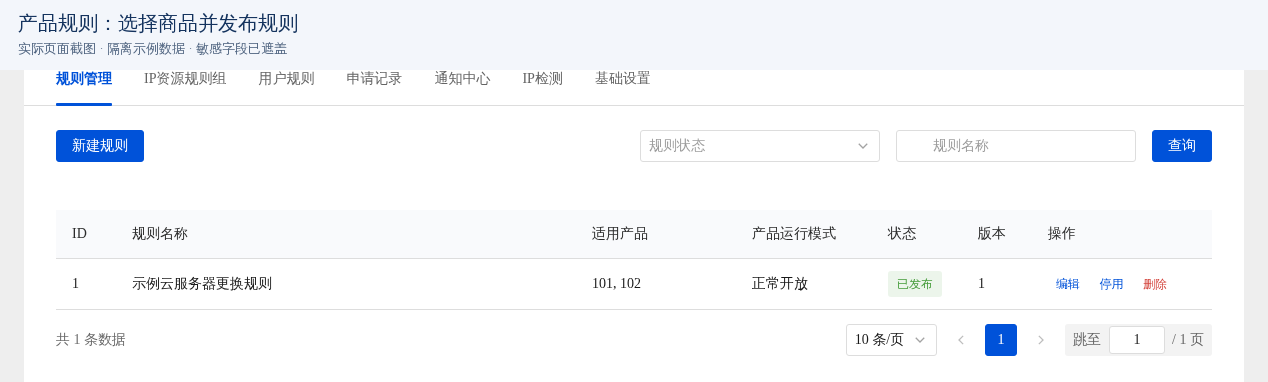 产品规则：选择商品并发布规则
实际页面截图 · 隔离示例数据 · 敏感字段已遮盖
规则管理 IP资源规则组 用户规则 申请记录 通知中心 IP检测 基础设置
新建规则 规则状态 规则名称 查询
ID 规则名称 适用产品 产品运行模式 状态 版本 操作
1 示例云服务器更换规则 101, 102 正常开放 已发布 1 编辑 停用 删除
共 1 条数据 10 条/页 1 跳至 1 / 1 页